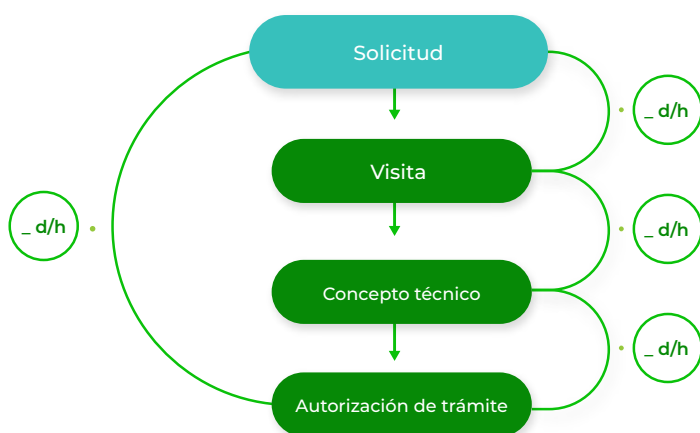 Solicitud
_ d/h
Visita
_ d/h
_ d/h
Concepto técnico
_ d/h
Autorización de trámite